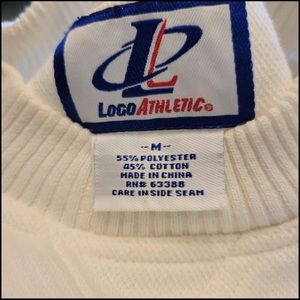 LOGO ATHLETIC®
-M-
55% POLYESTER
45% COTTON
MADE IN CHINA
RN# 63388
CARE IN SIDE SEAM